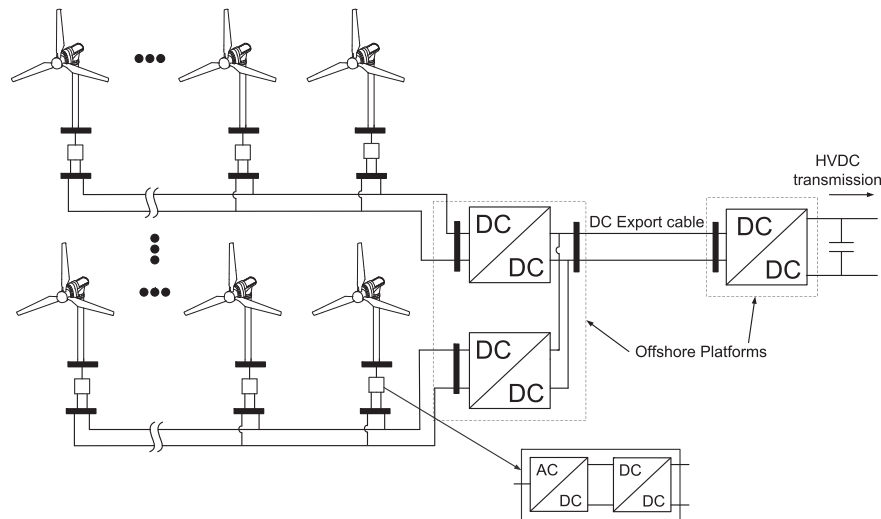 HVDC
transmission
DC
DC
DC Export cable
DC
DC
DC
DC
Offshore Platforms
AC
DC
DC
DC